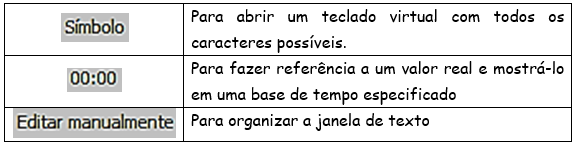 Símbolo
Para abrir um teclado virtual com todos os
caracteres possíveis.
00:00
Para fazer referência a um valor real e mostrá-lo
em uma base de tempo especificado
Editar manualmente
Para organizar a janela de texto